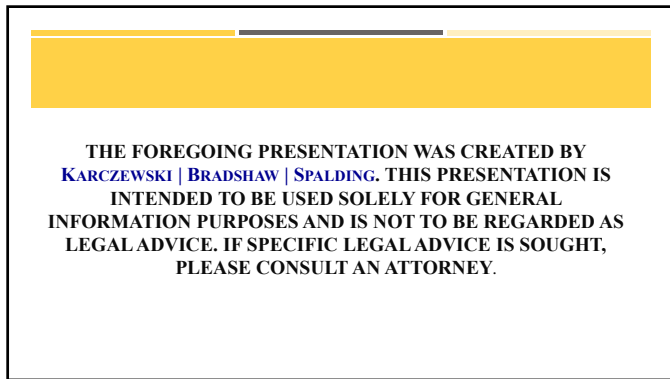 THE FOREGOING PRESENTATION WAS CREATED BY
KARCZEWSKI | BRADSHAW | SPALDING. THIS PRESENTATION IS
INTENDED TO BE USED SOLELY FOR GENERAL
INFORMATION PURPOSES AND IS NOT TO BE REGARDED AS
LEGAL ADVICE. IF SPECIFIC LEGAL ADVICE IS SOUGHT,
PLEASE CONSULT AN ATTORNEY.